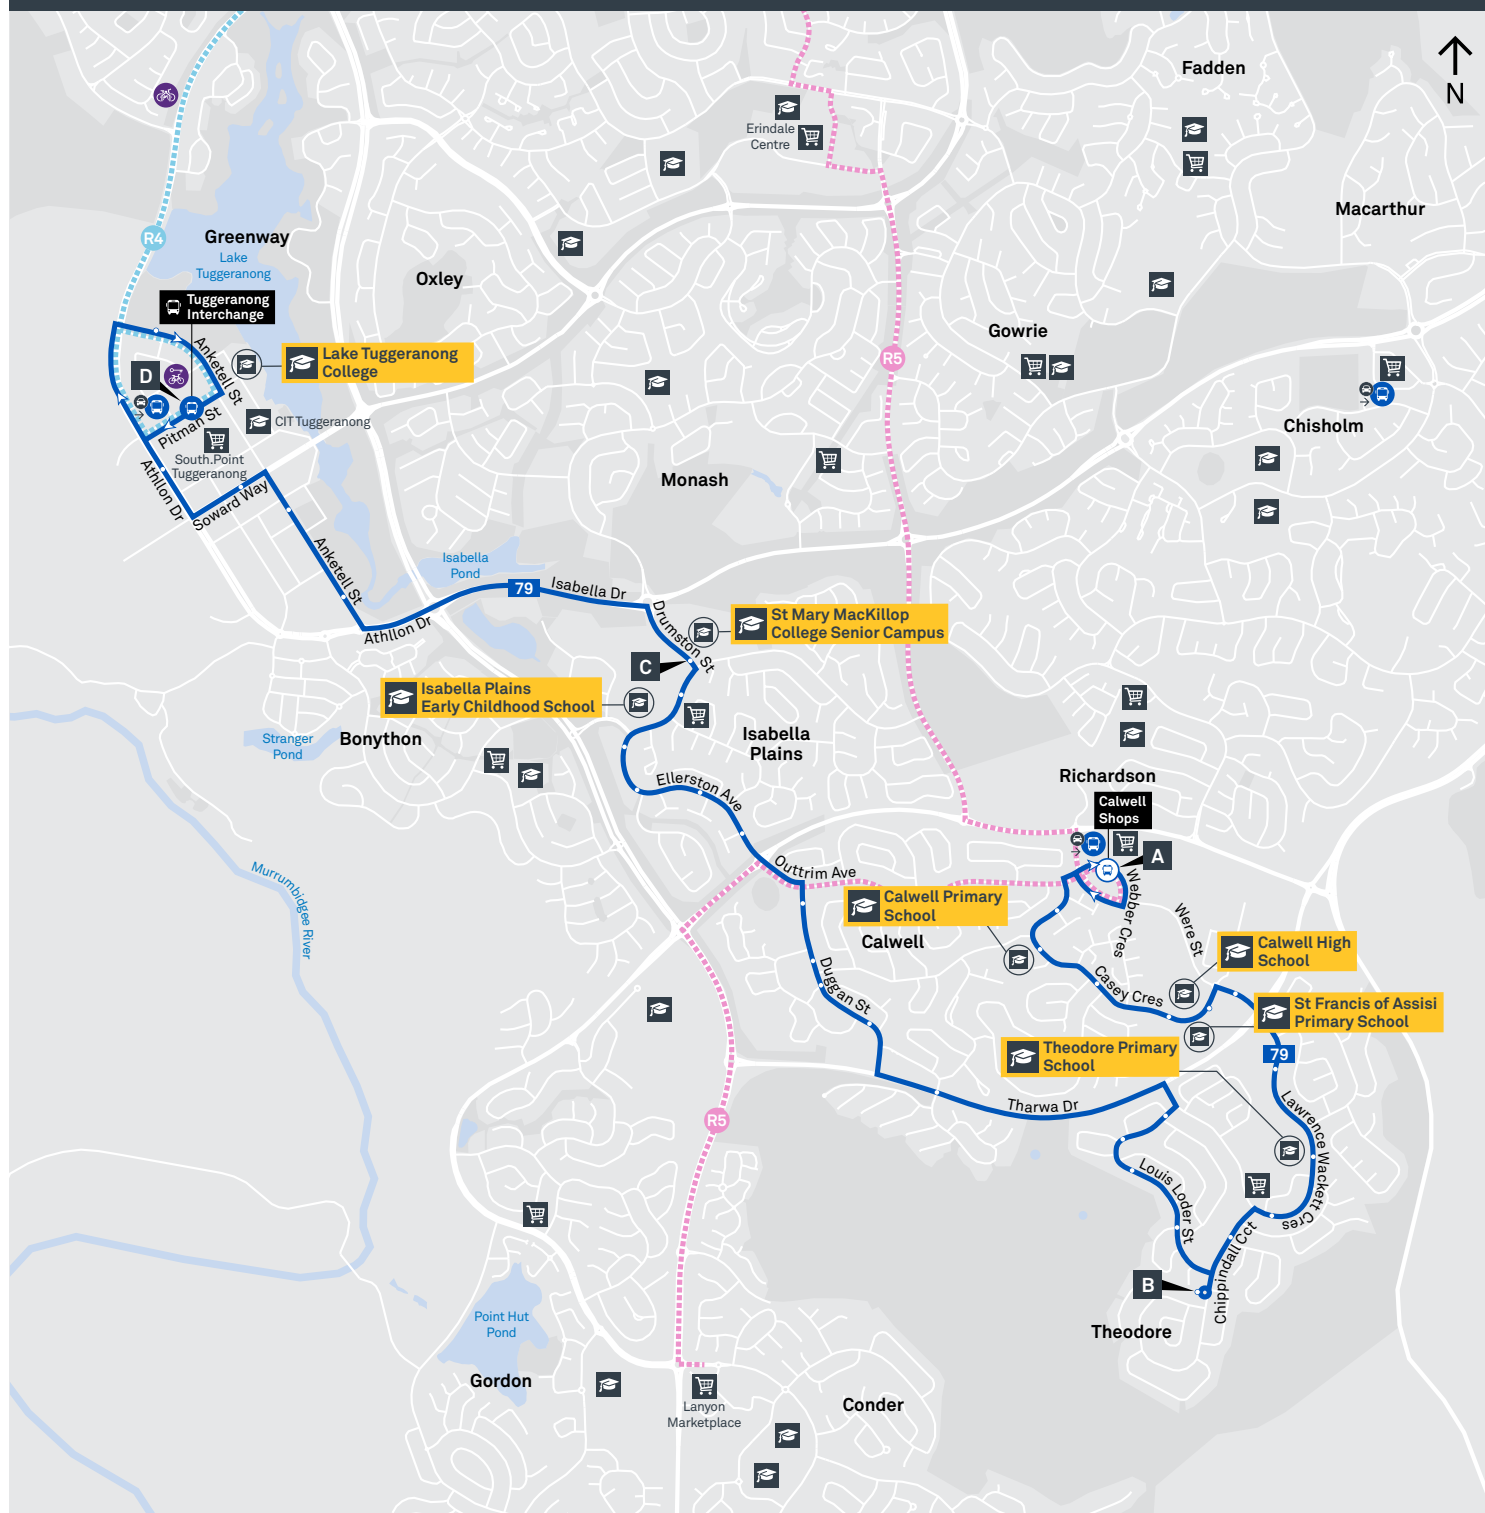 Fadden
N
Erindale
Centre
Macarthur
R4
Greenway
Lake
Tuggeranong
Oxley
Tuggeranong
Interchange
Gowrie
Anketell St
Lake Tuggeranong
College
R5
D
Pitman St
CIT Tuggeranong
Chisholm
South.Point
Tuggeranong
Athllon Dr
Soward Way
Monash
Anketell St
Isabella
Pond
79
Isabella Dr
Athllon Dr
Drumston St
St Mary MacKillop
College Senior Campus
C
Isabella Plains
Early Childhood School
Stranger
Pond
Bonython
Isabella
Plains
Ellerston Ave
Richardson
Calwell
Shops
A
Outtrim Ave
Murrumbidgee River
Webber Cres
Calwell Primary
School
Were St
Calwell
Calwell High
School
Duggan St
Casey Cres
St Francis of Assisi
Primary School
Theodore Primary
School
79
Tharwa Dr
R5
Lawrence Wackett Cres
Louis Loder St
Chippindall Cct
B
Theodore
Point Hut
Pond
Gordon
Lanyon
Marketplace
Conder